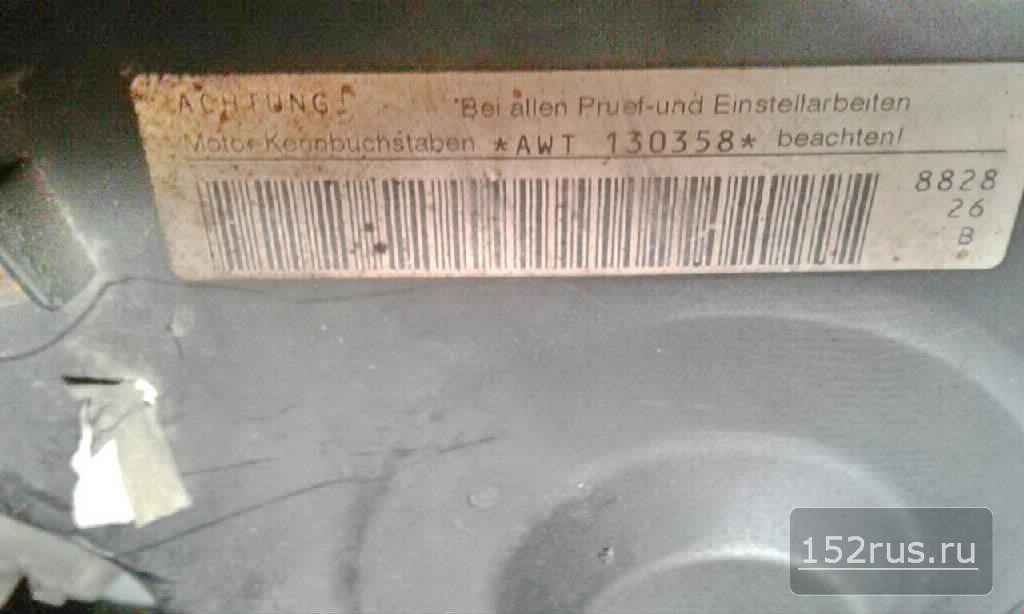 ACHTUNG! Bei allen Pruef-und Einstellarbeiten
Motor-Kennbuchstaben *AWT 130358* beachten!
8828
26
B
152rus.ru